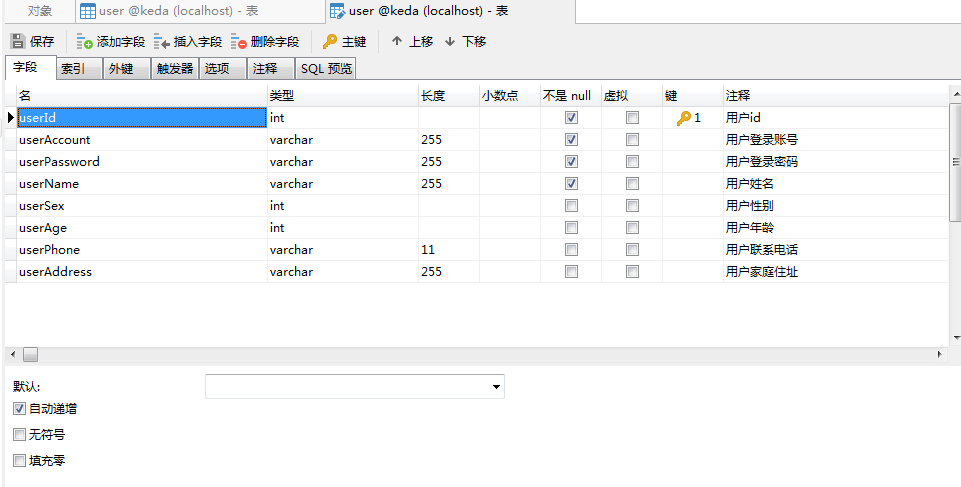 对象 user @keda (localhost) - 表 user @keda (localhost) - 表
保存 添加字段 插入字段 删除字段 主键 上移 下移
字段 索引 外键 触发器 选项 注释 SQL 预览
名 类型 长度 小数点 不是 null 虚拟 键 注释
userId int 1 用户id
userAccount varchar 255 用户登录账号
userPassword varchar 255 用户登录密码
userName varchar 255 用户姓名
userSex int 用户性别
userAge int 用户年龄
userPhone varchar 11 用户联系电话
userAddress varchar 255 用户家庭住址
默认:
自动递增
无符号
填充零